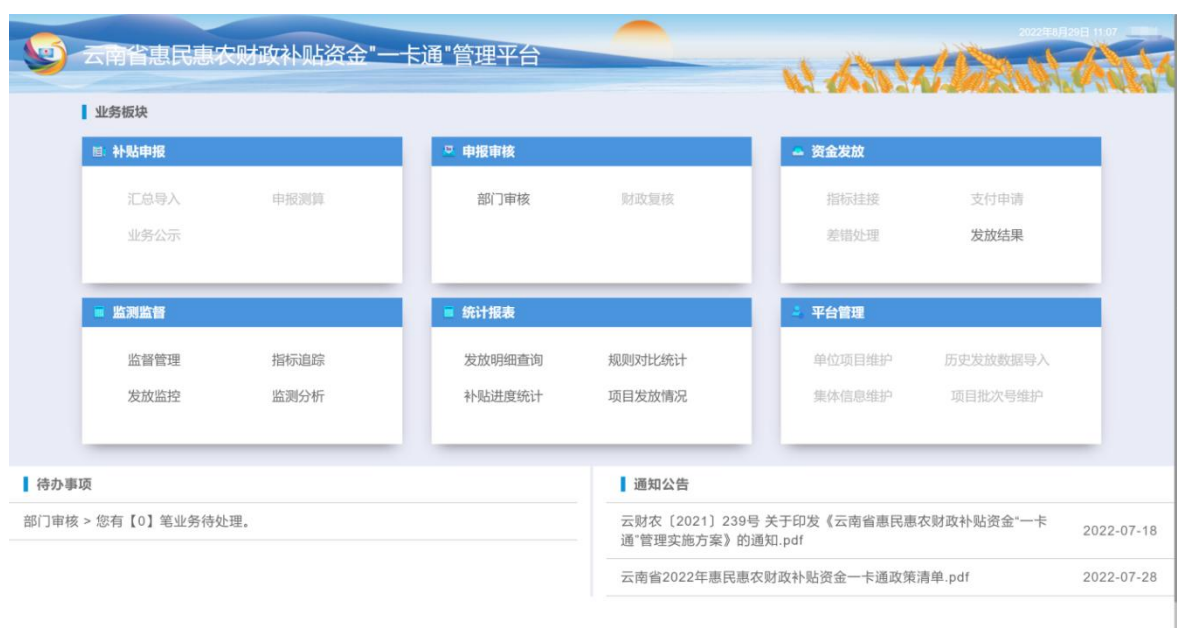 2022年8月29日 11:07
云南省惠民惠农财政补贴资金"一卡通"管理平台
业务板块
补贴申报
汇总导入 申报测算
业务公示
申报审核
部门审核 财政复核
资金发放
指标挂接 支付申请
差错处理 发放结果
监测监督
监督管理 指标追踪
发放监控 监测分析
统计报表
发放明细查询 规则对比统计
补贴进度统计 项目发放情况
平台管理
单位项目维护 历史发放数据导入
集体信息维护 项目批次号维护
待办事项
部门审核 > 您有【0】笔业务待处理。
通知公告
云财农〔2021〕239号 关于印发《云南省惠民惠农财政补贴资金"一卡
通"管理实施方案》的通知.pdf
2022-07-18
云南省2022年惠民惠农财政补贴资金一卡通政策清单.pdf 2022-07-28